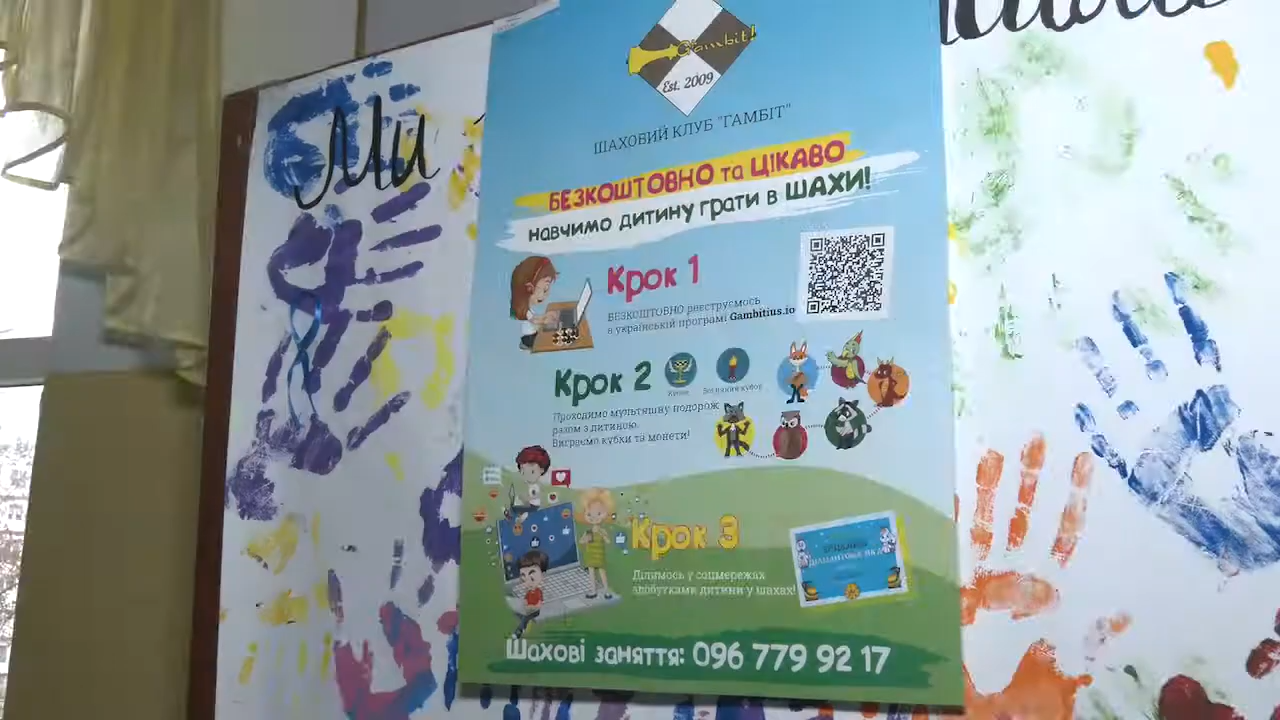 Ми
Gambit!
Est. 2009
ШАХОВИЙ КЛУБ "ГАМБІТ"
БЕЗКОШТОВНО та ЦІКАВО
навчимо дитину грати в ШАХИ!
Крок 1
БЕЗКОШТОВНО реєструємось
в українській програмі Gambitius.io
Крок 2
Проходимо мультяшну подорож
разом з дитиною.
Виграємо кубки та монети!
Крок 3
Ділимось у соцмережах
здобутками дитини у шахах!
Шахові заняття: 096 779 92 17